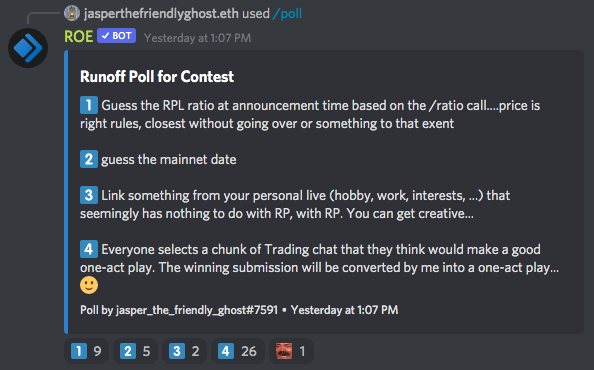 jasperthefriendlyghost.eth used /poll
ROE ✓ BOT Yesterday at 1:07 PM
Runoff Poll for Contest
1 Guess the RPL ratio at announcement time based on the /ratio call....price is
right rules, closest without going over or something to that exent
2 guess the mainnet date
3 Link something from your personal live (hobby, work, interests, ...) that
seemingly has nothing to do with RP, with RP. You can get creative...
4 Everyone selects a chunk of Trading chat that they think would make a good
one-act play. The winning submission will be converted by me into a one-act play...
Poll by jasper_the_friendly_ghost#7591 • Yesterday at 1:07 PM
1 9 2 5 3 2 4 26 1